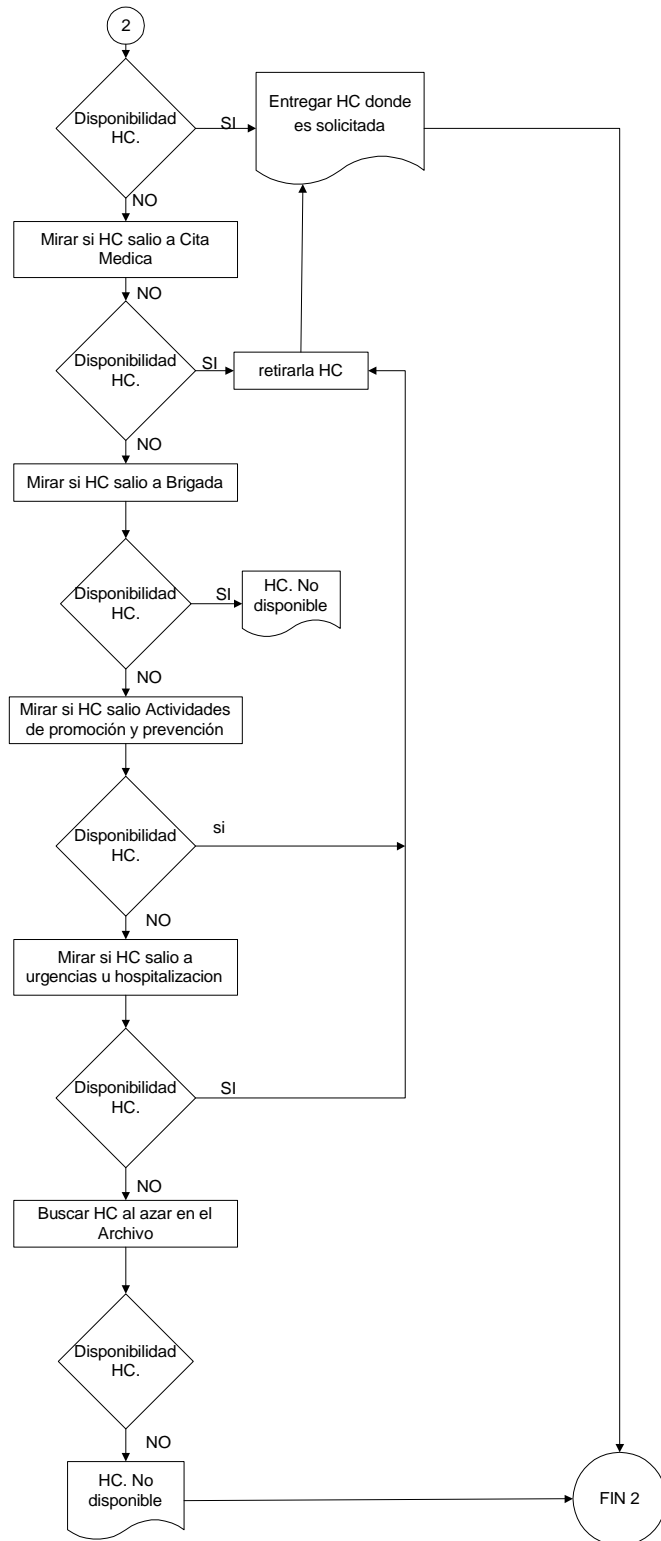 2
Disponibilidad
HC.
SI
Entregar HC donde
es solicitada
NO
Mirar si HC salio a Cita
Medica
NO
Disponibilidad
HC.
SI
retirarla HC
NO
Mirar si HC salio a Brigada
Disponibilidad
HC.
SI
HC. No
disponible
NO
Mirar si HC salio Actividades
de promoción y prevención
Disponibilidad
HC.
si
NO
Mirar si HC salio a
urgencias u hospitalizacion
Disponibilidad
HC.
SI
NO
Buscar HC al azar en el
Archivo
Disponibilidad
HC.
NO
HC. No
disponible
FIN 2